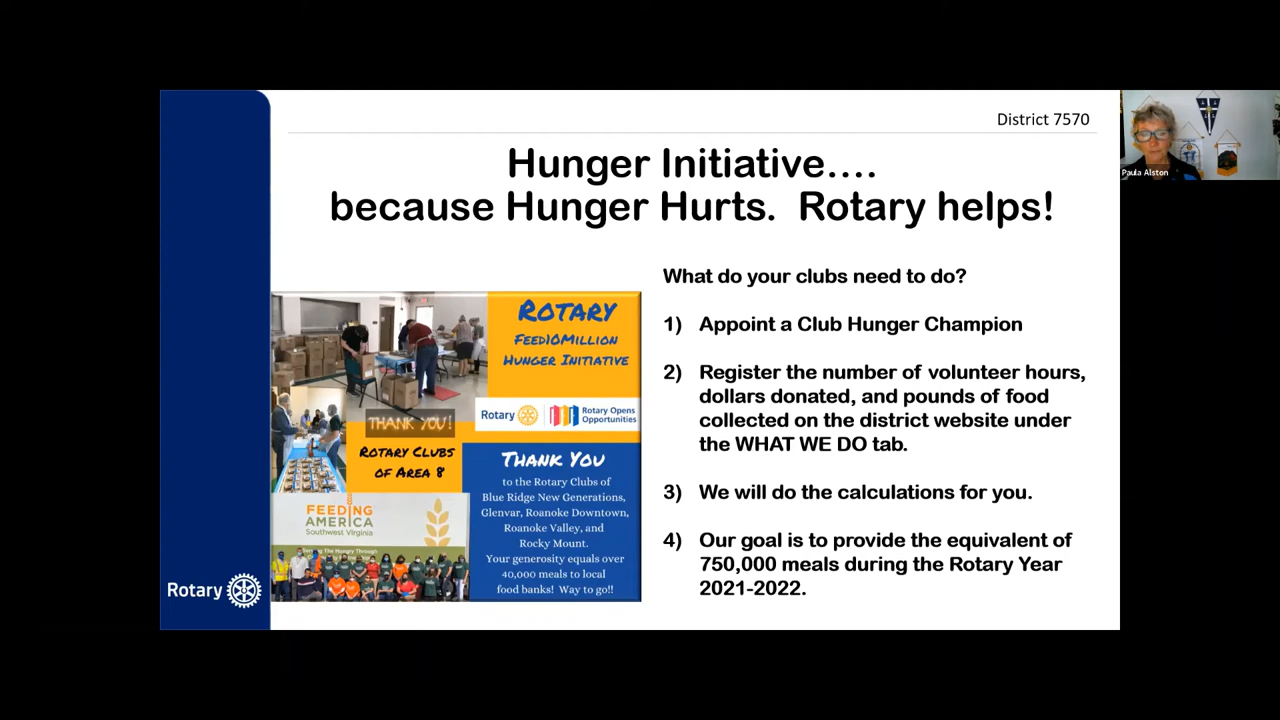 District 7570
Hunger Initiative....
because Hunger Hurts.  Rotary helps!
What do your clubs need to do?
1) Appoint a Club Hunger Champion
2) Register the number of volunteer hours,
dollars donated, and pounds of food
collected on the district website under
the WHAT WE DO tab.
3) We will do the calculations for you.
4) Our goal is to provide the equivalent of
750,000 meals during the Rotary Year
2021-2022.
ROTARY
FEED10MILLION
HUNGER INITIATIVE
Rotary
Rotary Opens
Opportunities
THANK YOU!
ROTARY CLUBS
OF AREA 8
THANK YOU
to the Rotary Clubs of
Blue Ridge New Generations,
Glenvar, Roanoke Downtown,
Roanoke Valley, and
Rocky Mount.
Your generosity equals over
40,000 meals to local
food banks!  Way to go!!
FEEDING
AMERICA
Southwest Virginia
Serving The Hungry Through
Rotary
Paula Alston